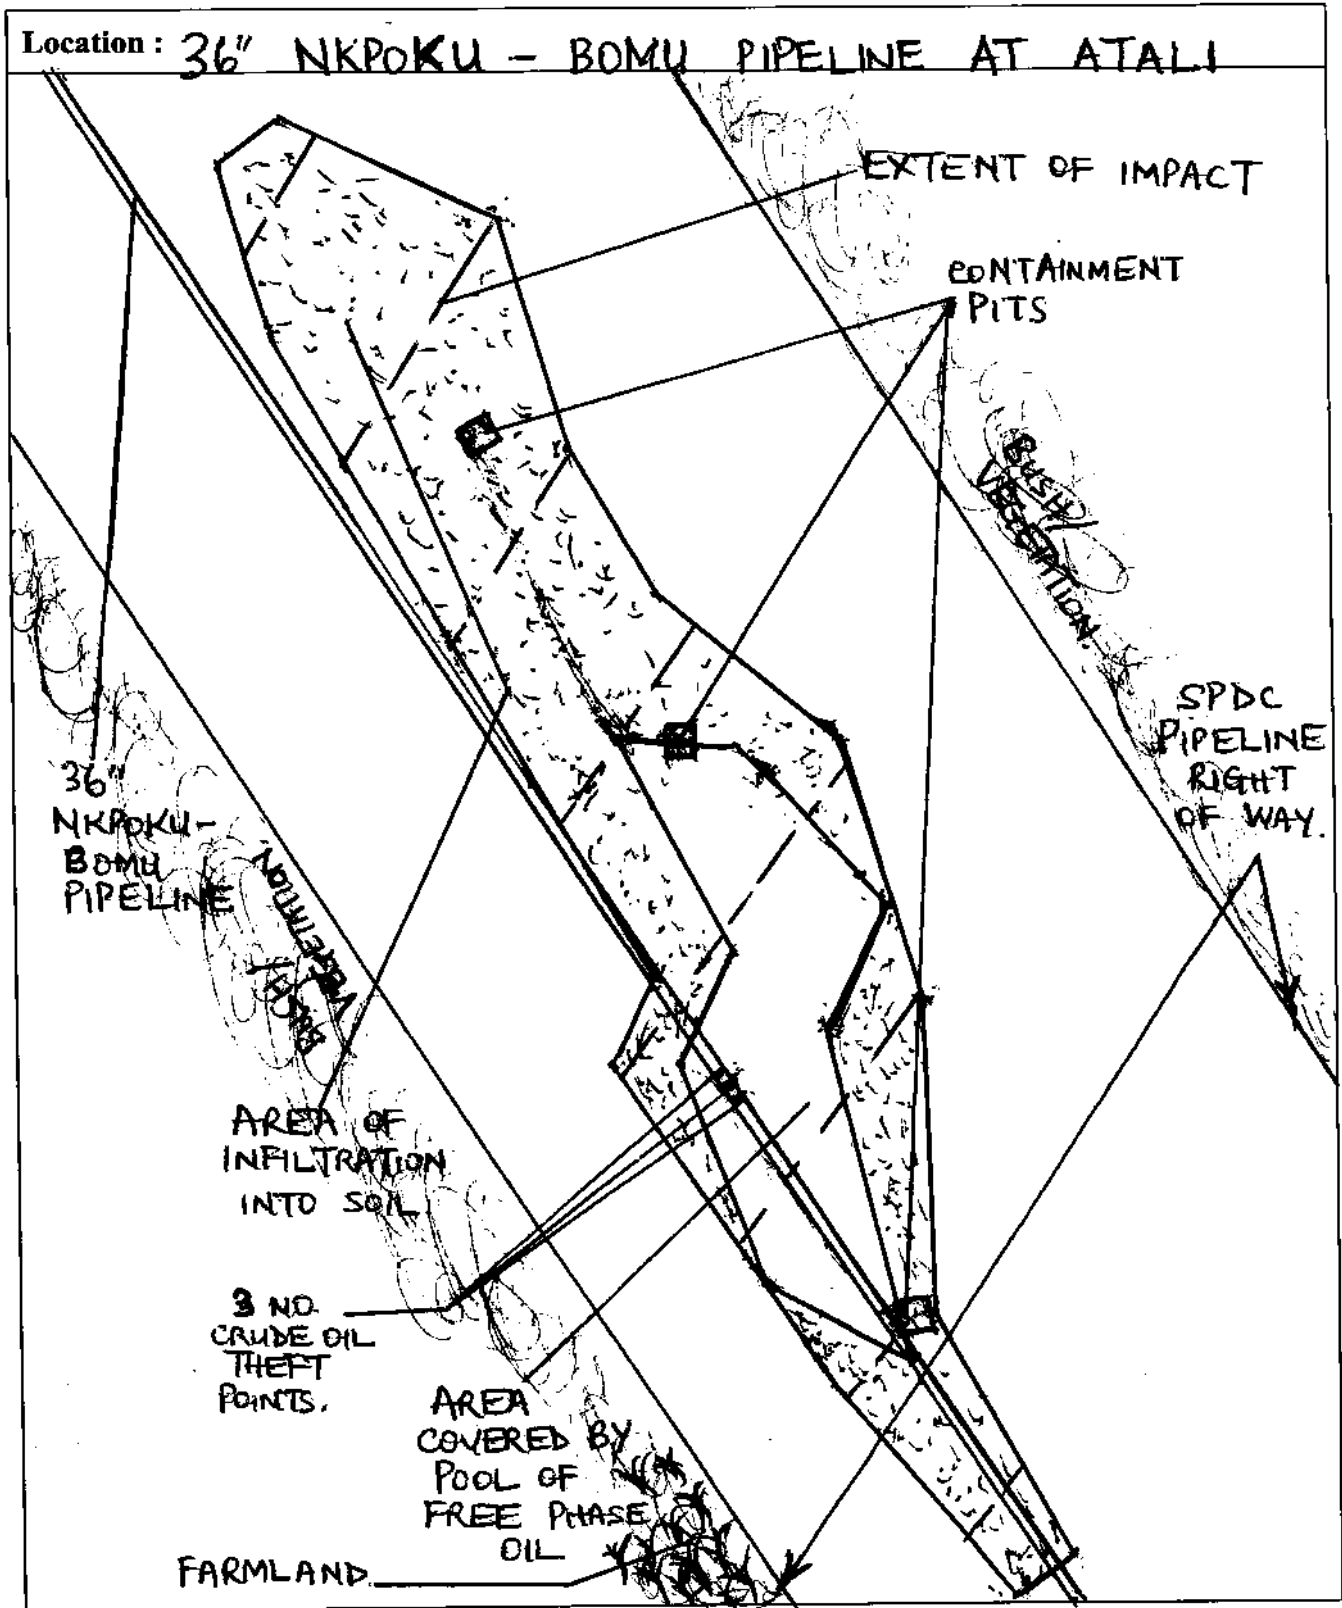 Location : 36" NKPOKU - BOMU PIPELINE AT ATALI
EXTENT OF IMPACT
CONTAINMENT
PITS
BUSH/
VEGETATION.
SPDC
PIPELINE
RIGHT
OF WAY.
36"
NKPOKU-
BOMU
PIPELINE
BUSH/
VEGETATION
AREA OF
INFILTRATION
INTO SOIL
3 NO.
CRUDE OIL
THEFT
POINTS.
AREA
COVERED BY
POOL OF
FREE PHASE
OIL
FARMLAND